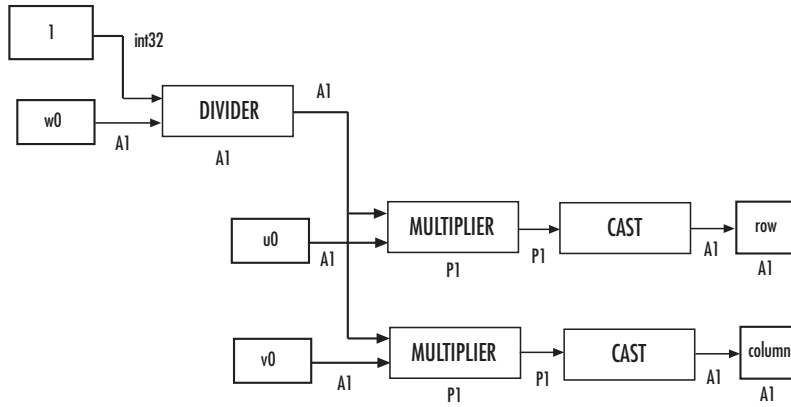 1
int32
A1
DIVIDER
w0
A1
A1
MULTIPLIER
CAST
row
u0
A1
P1
P1
A1
A1
MULTIPLIER
CAST
column
v0
A1
P1
P1
A1
A1